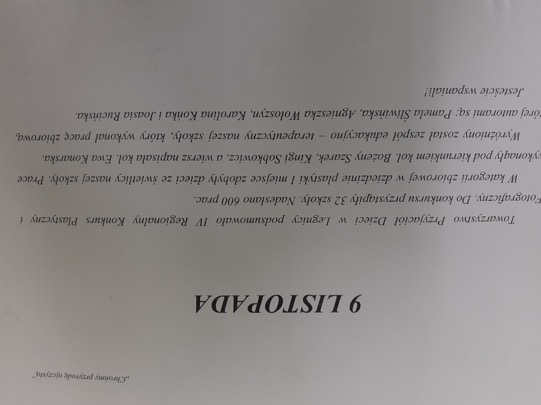 „Chrońmy przyrodę ojczystą”
9 LISTOPADA
Towarzystwo Przyjaciół Dzieci w Legnicy podsumowało IV Regionalny Konkurs Plastyczny i
Fotograficzny. Do konkursu przystąpiły 32 szkoły. Nadesłano 600 prac.
W kategorii zbiorowej w dziedzinie plastyki I miejsce zdobyły dzieci ze świetlicy naszej szkoły. Prace
wykonały pod kierunkiem kol. Bożeny Szarek, Kingi Sobkowicz, a wiersz napisała kol. Ewa Konarska.
Wyróżniony został zespół edukacyjno – terapeutyczny naszej szkoły, który wykonał pracę zbiorową,
której autorami są: Pamela Śliwińska, Agnieszka Wołoszyn, Karolina Końka i Joasia Rucińska.
Jesteście wspaniali!